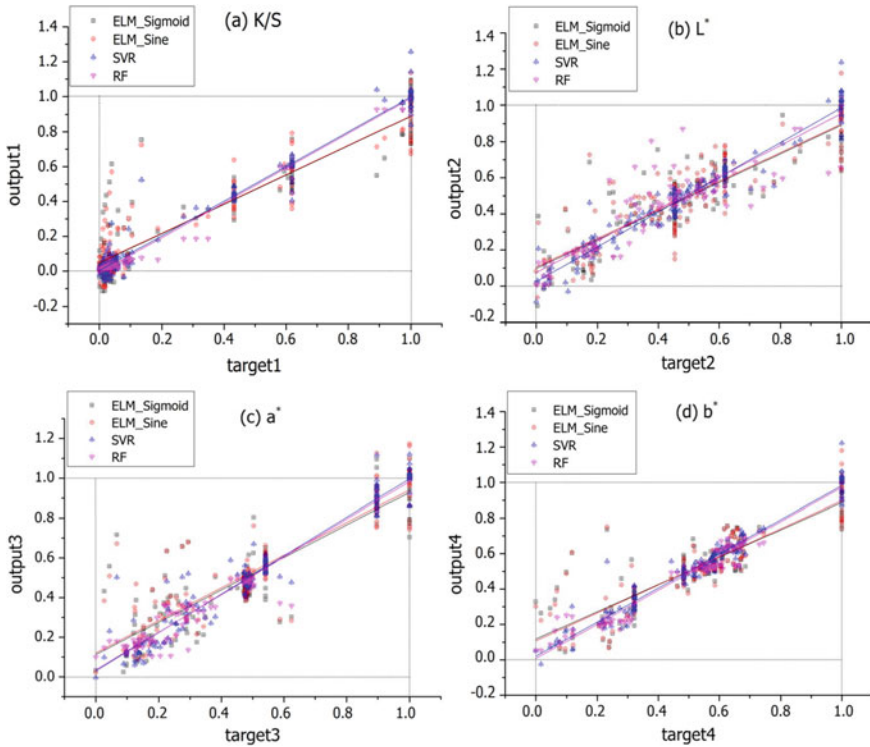 ELM_Sigmoid
ELM_Sine
SVR
RF
(a) K/S
1.4
1.2
1.0
0.8
0.6
0.4
0.2
0.0
-0.2
output1
0.0 0.2 0.4 0.6 0.8 1.0
target1
ELM_Sigmoid
ELM_Sine
SVR
RF
(b) L*
1.4
1.2
1.0
0.8
0.6
0.4
0.2
0.0
-0.2
output2
0.0 0.2 0.4 0.6 0.8 1.0
target2
ELM_Sigmoid
ELM_Sine
SVR
RF
(c) a*
1.2
1.0
0.8
0.6
0.4
0.2
0.0
output3
0.0 0.2 0.4 0.6 0.8 1.0
target3
ELM_Sigmoid
ELM_Sine
SVR
RF
(d) b*
1.4
1.2
1.0
0.8
0.6
0.4
0.2
0.0
-0.2
output4
0.0 0.2 0.4 0.6 0.8 1.0
target4